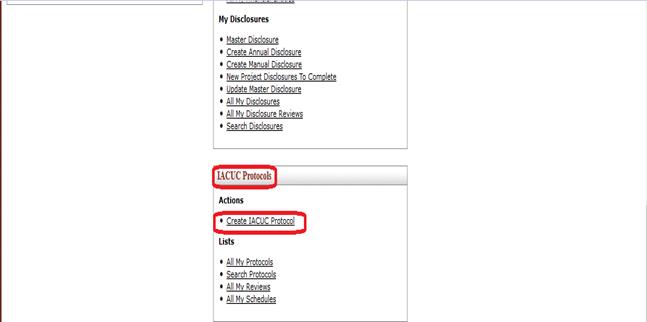 My Disclosures
Master Disclosure
Create Annual Disclosure
Create Manual Disclosure
New Project Disclosures To Complete
Update Master Disclosure
All My Disclosures
All My Disclosure Reviews
Search Disclosures
IACUC Protocols
Actions
Create IACUC Protocol
Lists
All My Protocols
Search Protocols
All My Reviews
All My Schedules